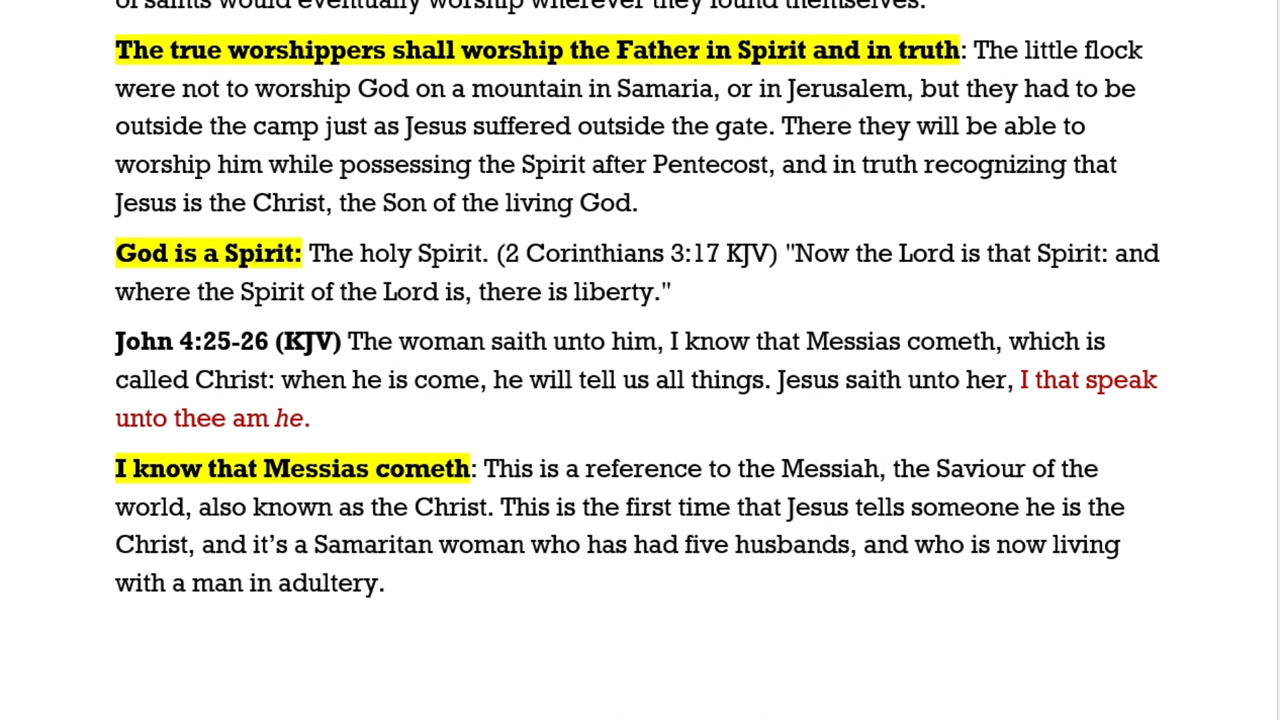 of saints would eventually worship wherever they found themselves.
The true worshippers shall worship the Father in Spirit and in truth: The little flock
were not to worship God on a mountain in Samaria, or in Jerusalem, but they had to be
outside the camp just as Jesus suffered outside the gate. There they will be able to
worship him while possessing the Spirit after Pentecost, and in truth recognizing that
Jesus is the Christ, the Son of the living God.
God is a Spirit: The holy Spirit. (2 Corinthians 3:17 KJV) "Now the Lord is that Spirit: and
where the Spirit of the Lord is, there is liberty."
John 4:25-26 (KJV) The woman saith unto him, I know that Messias cometh, which is
called Christ: when he is come, he will tell us all things. Jesus saith unto her, I that speak
unto thee am he.
I know that Messias cometh: This is a reference to the Messiah, the Saviour of the
world, also known as the Christ. This is the first time that Jesus tells someone he is the
Christ, and it’s a Samaritan woman who has had five husbands, and who is now living
with a man in adultery.